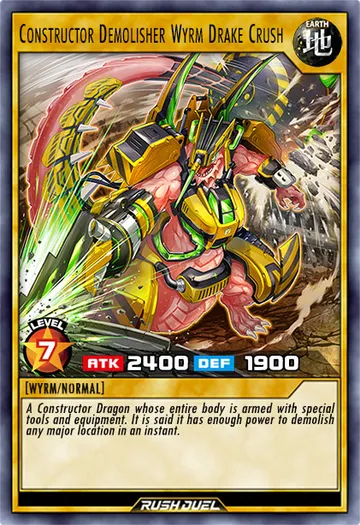 CONSTRUCTOR DEMOLISHER WYRM DRAKE CRUSH
EARTH
地
LEVEL
7
ATK 2400 DEF 1900
[WYRM/NORMAL]
A Constructor Dragon whose entire body is armed with special
tools and equipment. It is said it has enough power to demolish
any major location in an instant.
RUSH DUEL